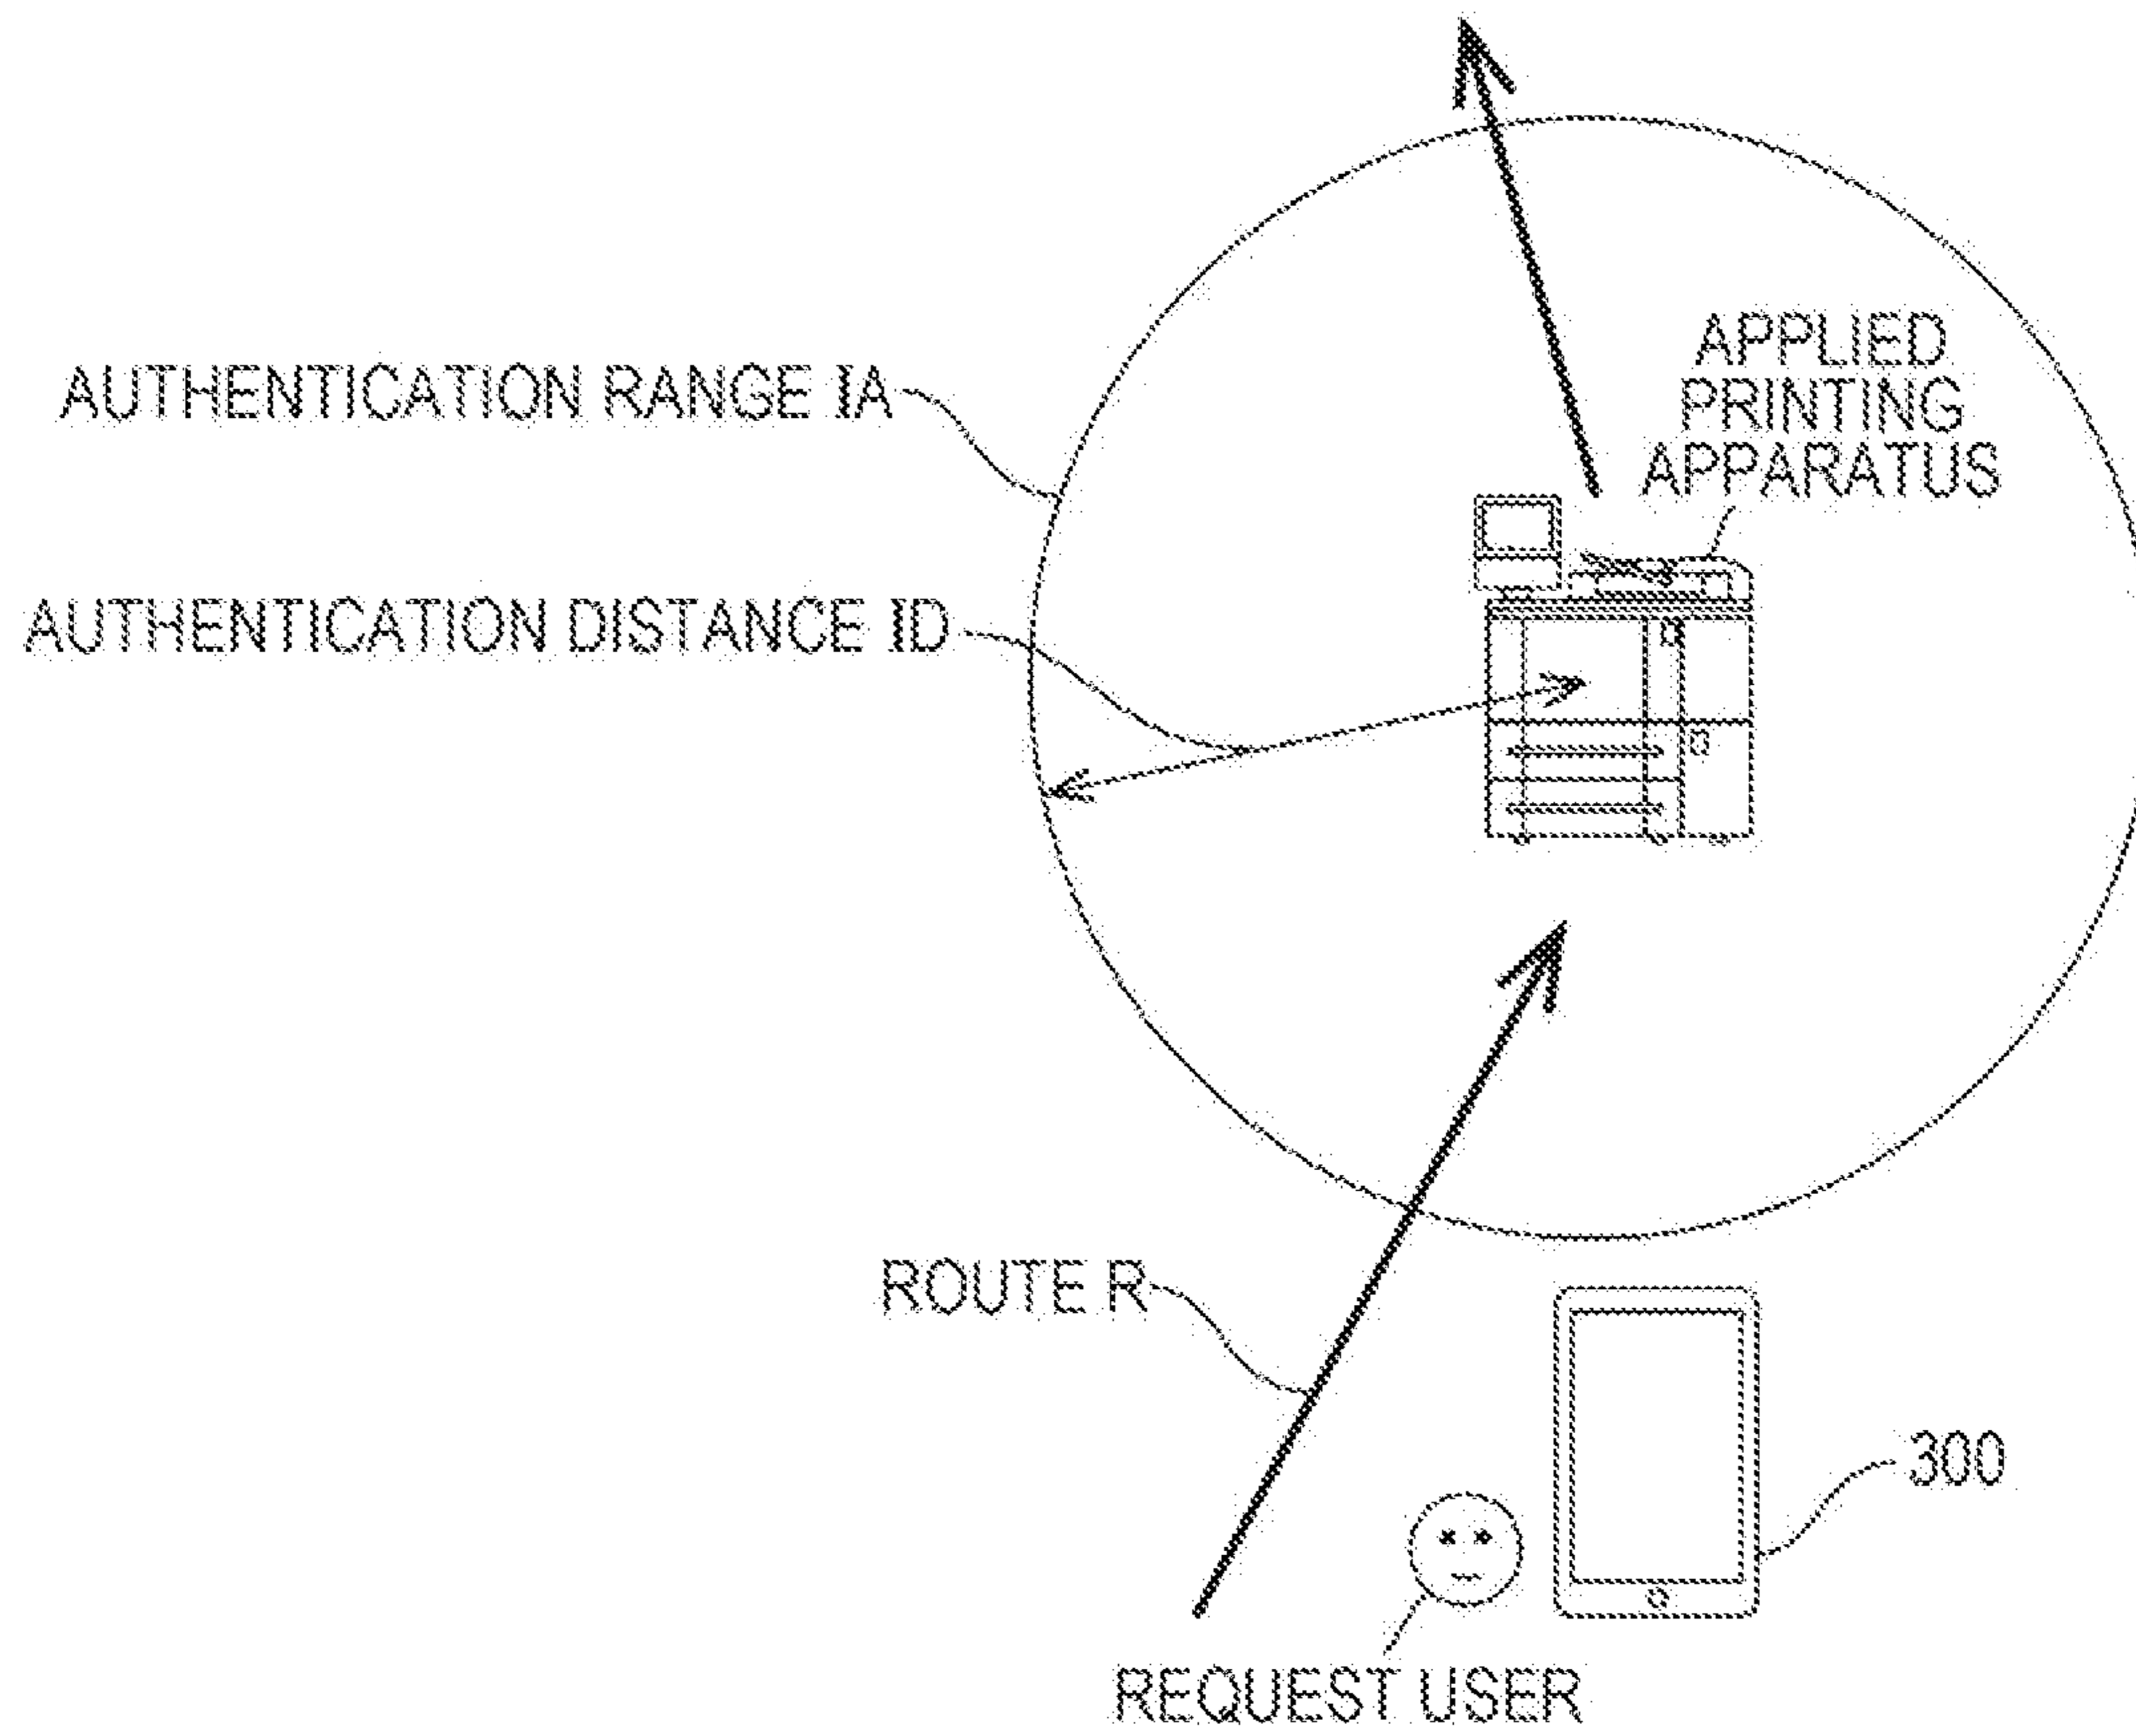 APPLIED
PRINTING
APPARATUS
AUTHENTICATION RANGE IA
AUTHENTICATION DISTANCE ID
ROUTE R
300
REQUEST USER